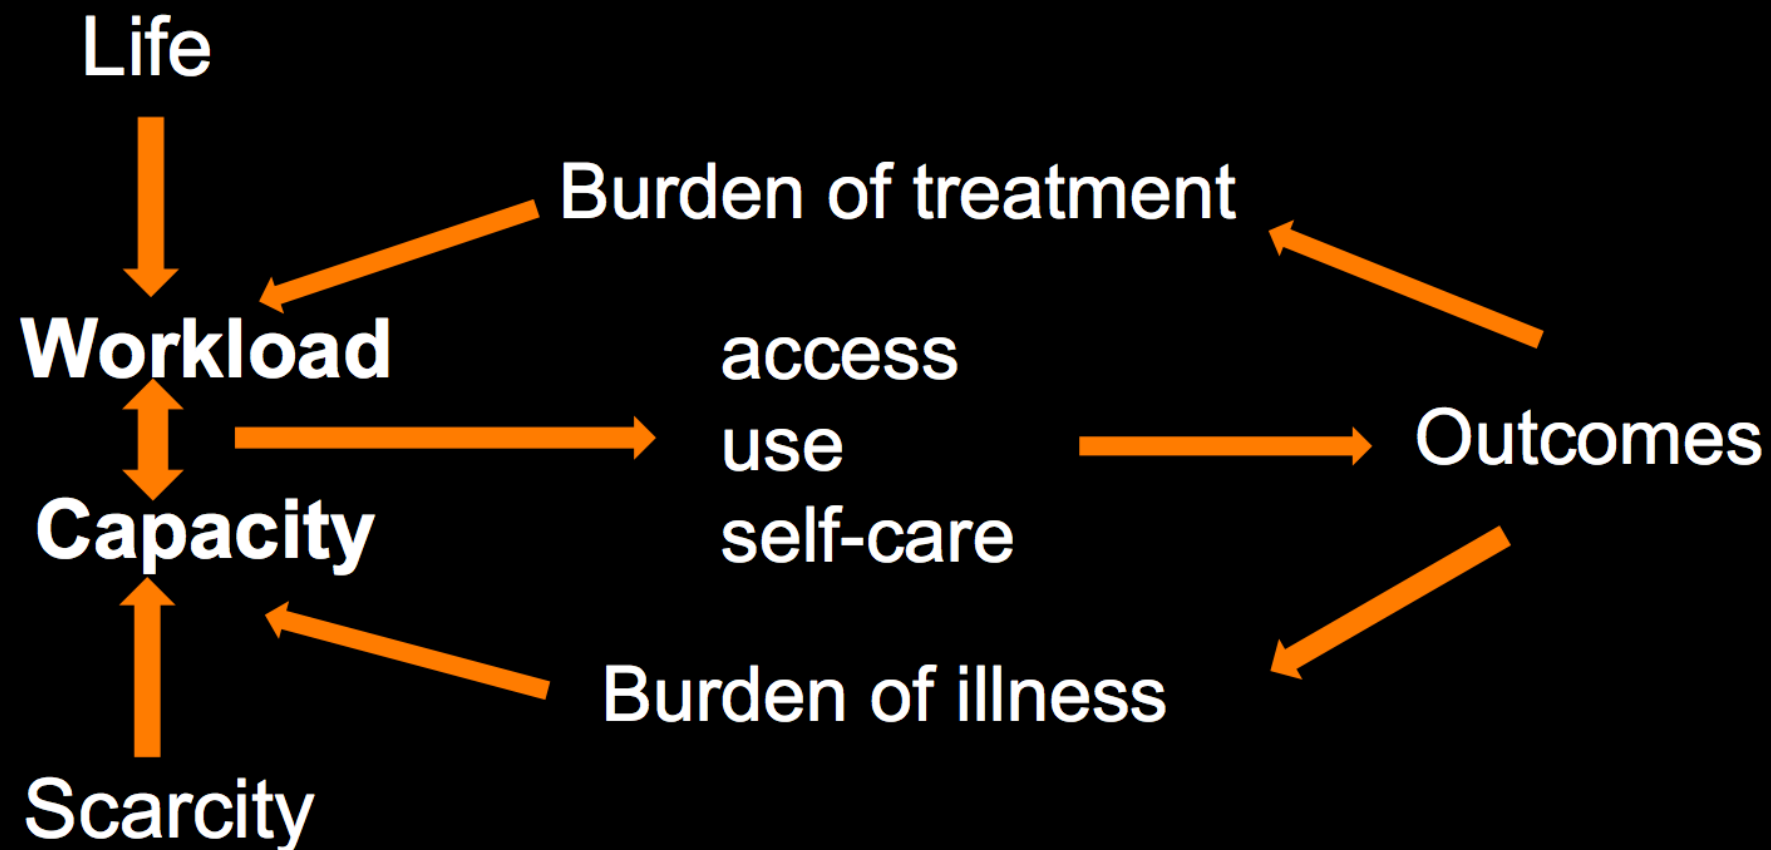 Life
Burden of treatment
Workload
access
use
Outcomes
Capacity
self-care
Burden of illness
Scarcity